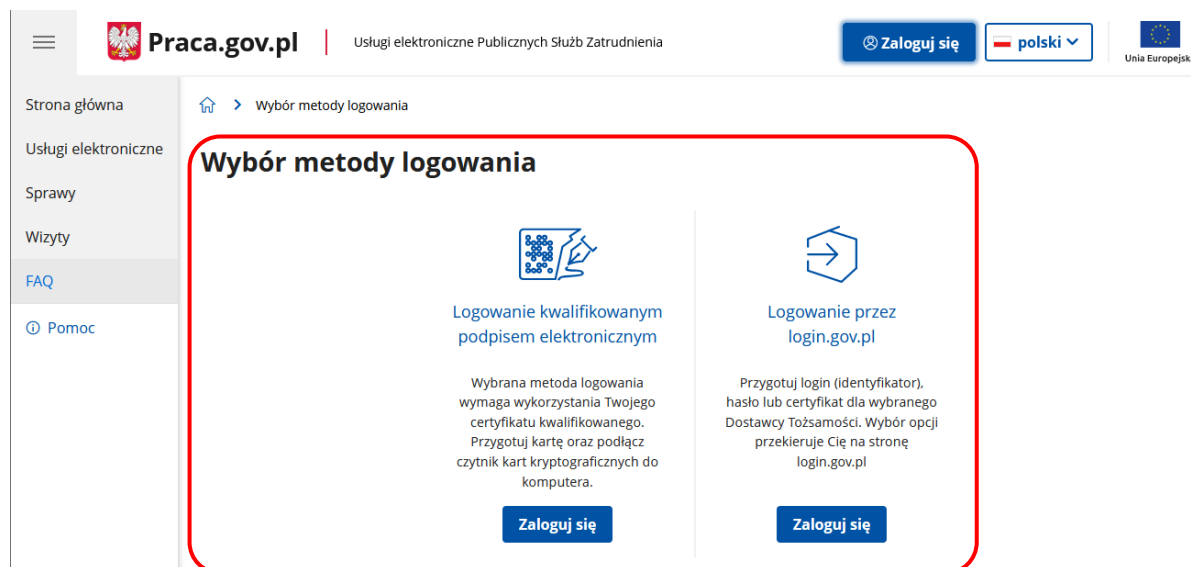 Praca.gov.pl
Usługi elektroniczne Publicznych Służb Zatrudnienia
Zaloguj się
polski
Unia Europejsk
Strona główna
Usługi elektroniczne
Sprawy
Wizyty
FAQ
Pomoc
Wybór metody logowania
Wybór metody logowania
Logowanie kwalifikowanym
podpisem elektronicznym
Wybrana metoda logowania
wymaga wykorzystania Twojego
certyfikatu kwalifikowanego.
Przygotuj kartę oraz podłącz
czytnik kart kryptograficznych do
komputera.
Zaloguj się
Logowanie przez
login.gov.pl
Przygotuj login (identyfikator),
hasło lub certyfikat dla wybranego
Dostawcy Tożsamości. Wybór opcji
przekieruje Cię na stronę
login.gov.pl
Zaloguj się